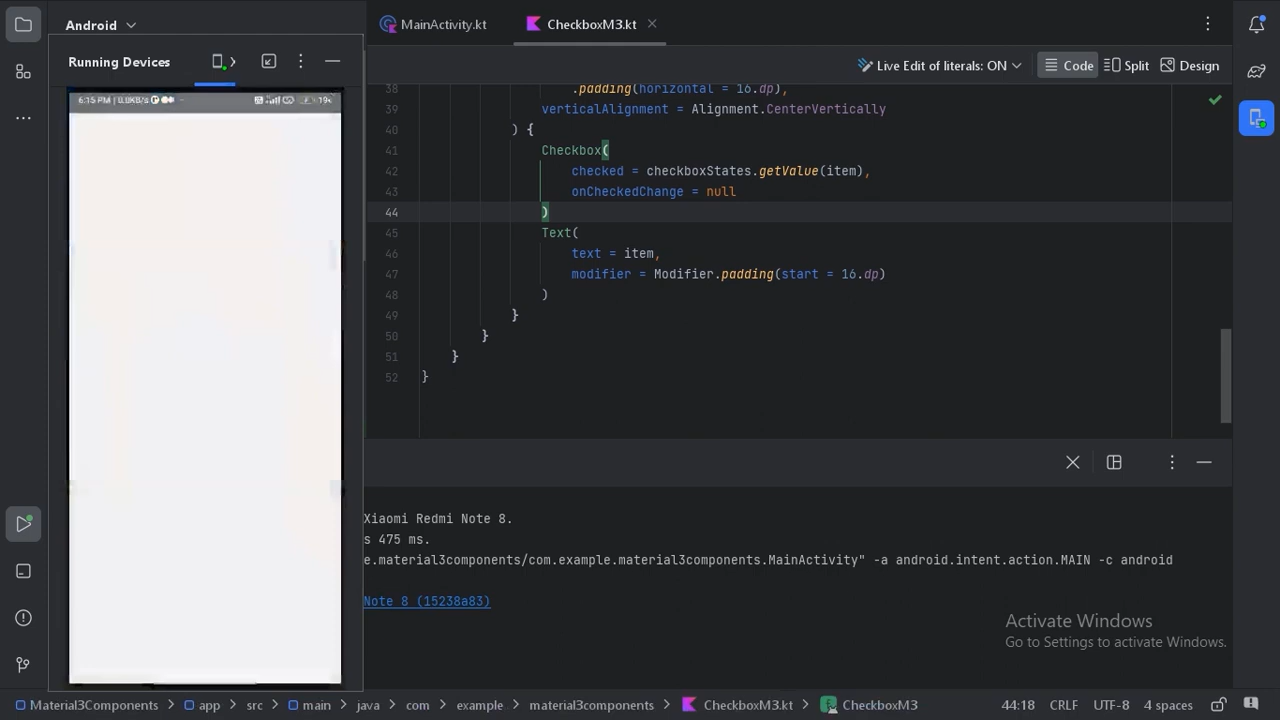 Android
MainActivity.kt
CheckboxM3.kt
Running Devices
Live Edit of literals: ON
Code
Split
Design
6:15 PM | 0.0KB/s
38 .padding(horizontal = 16.dp),
39 verticalAlignment = Alignment.CenterVertically
40 ) {
41 Checkbox(
42 checked = checkboxStates.getValue(item),
43 onCheckedChange = null
44 )
45 Text(
46 text = item,
47 modifier = Modifier.padding(start = 16.dp)
48 )
49 }
50 }
51 }
52 }
Xiaomi Redmi Note 8.
s 475 ms.
e.material3components/com.example.material3components.MainActivity" -a android.intent.action.MAIN -c android
Note 8 (15238a83)
Activate Windows
Go to Settings to activate Windows.
Material3Components
app
src
main
java
com
example
material3components
CheckboxM3.kt
CheckboxM3
44:18
CRLF
UTF-8
4 spaces